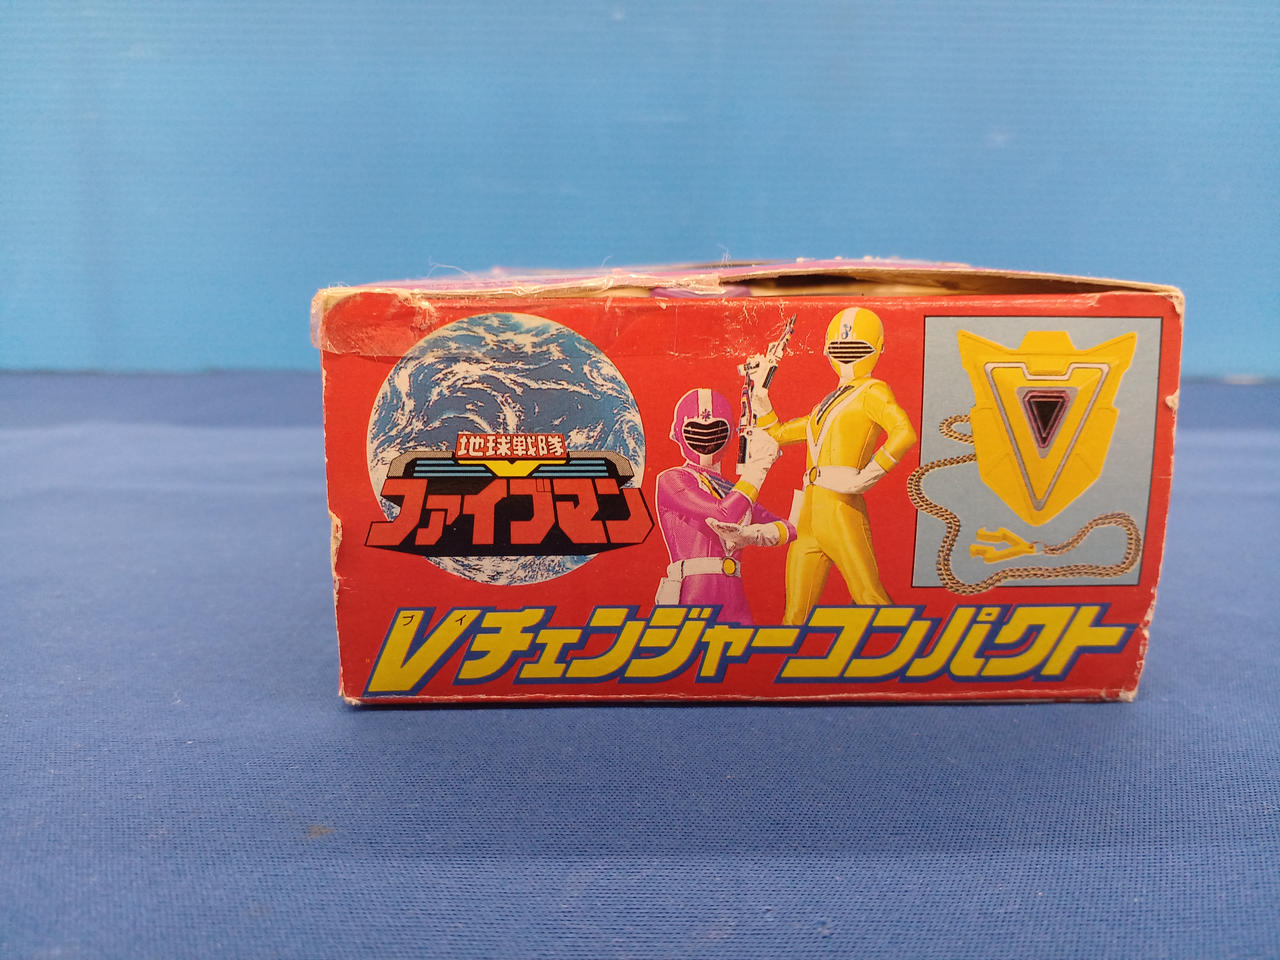 地球戦隊
ファイブマン
Vチェンジャーコンパクト
ブイ